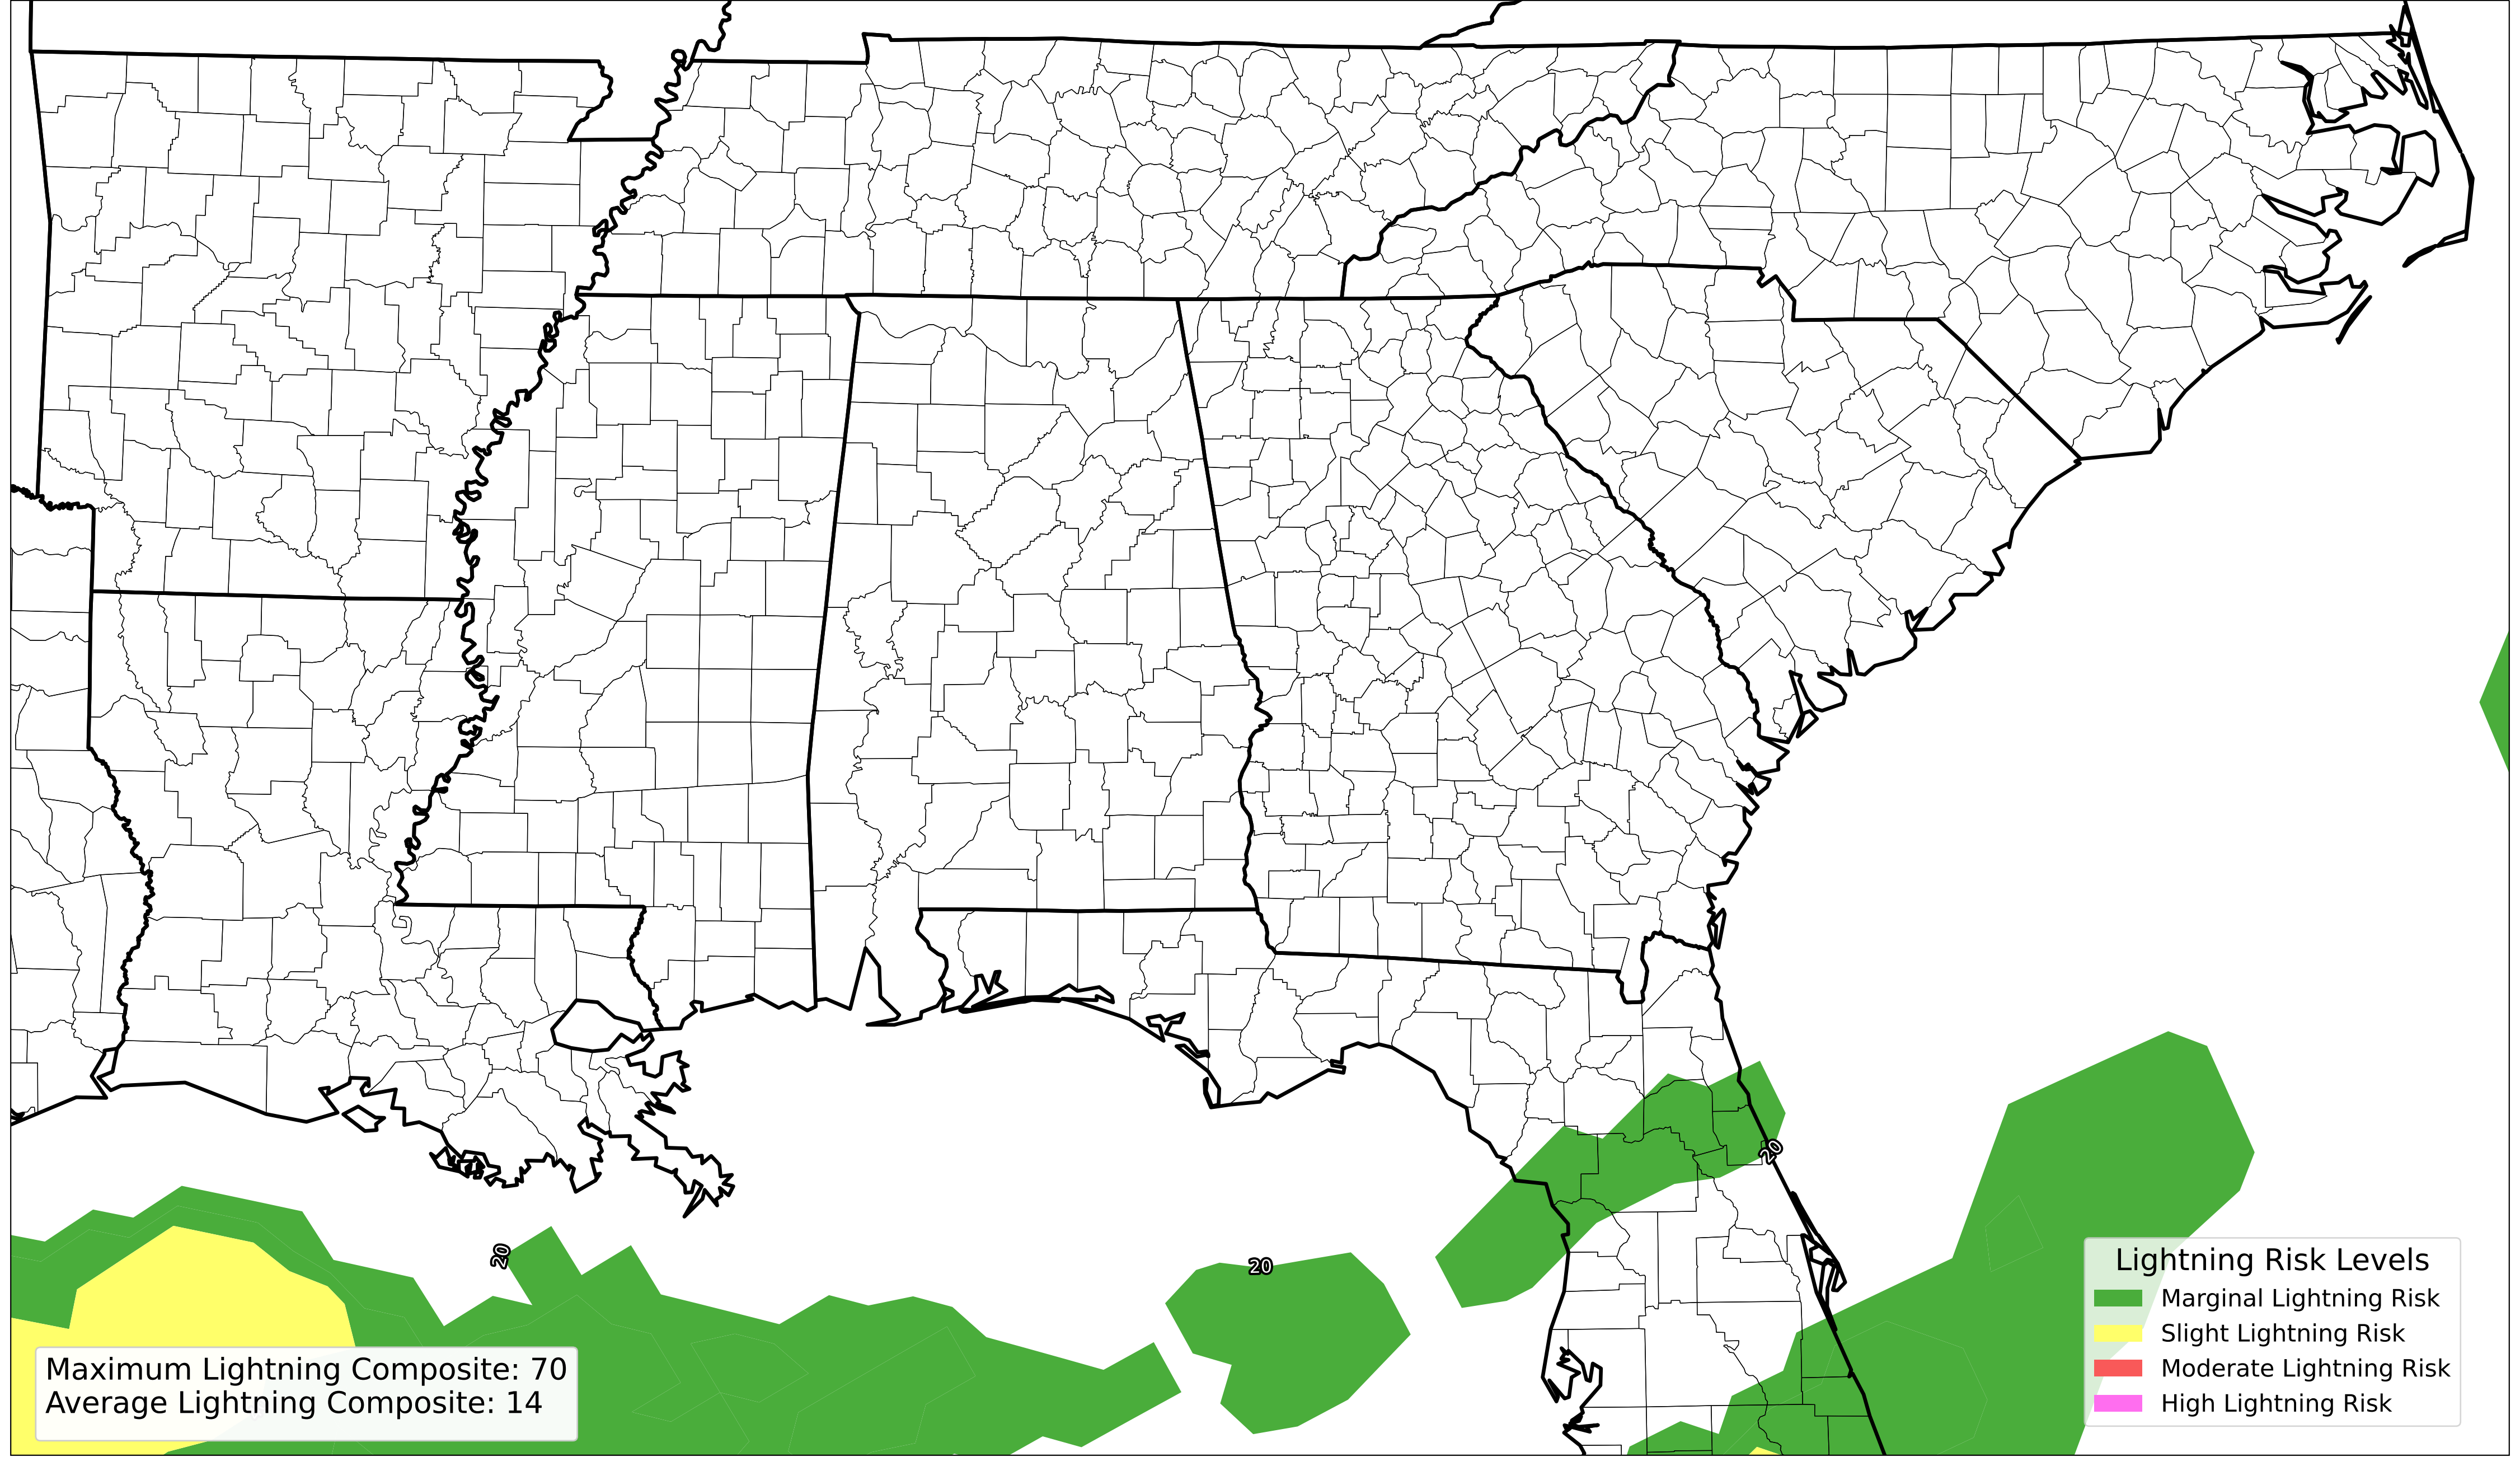 20
20
20
Lightning Risk Levels
Marginal Lightning Risk
Slight Lightning Risk
Moderate Lightning Risk
High Lightning Risk
Maximum Lightning Composite: 70
Average Lightning Composite: 14